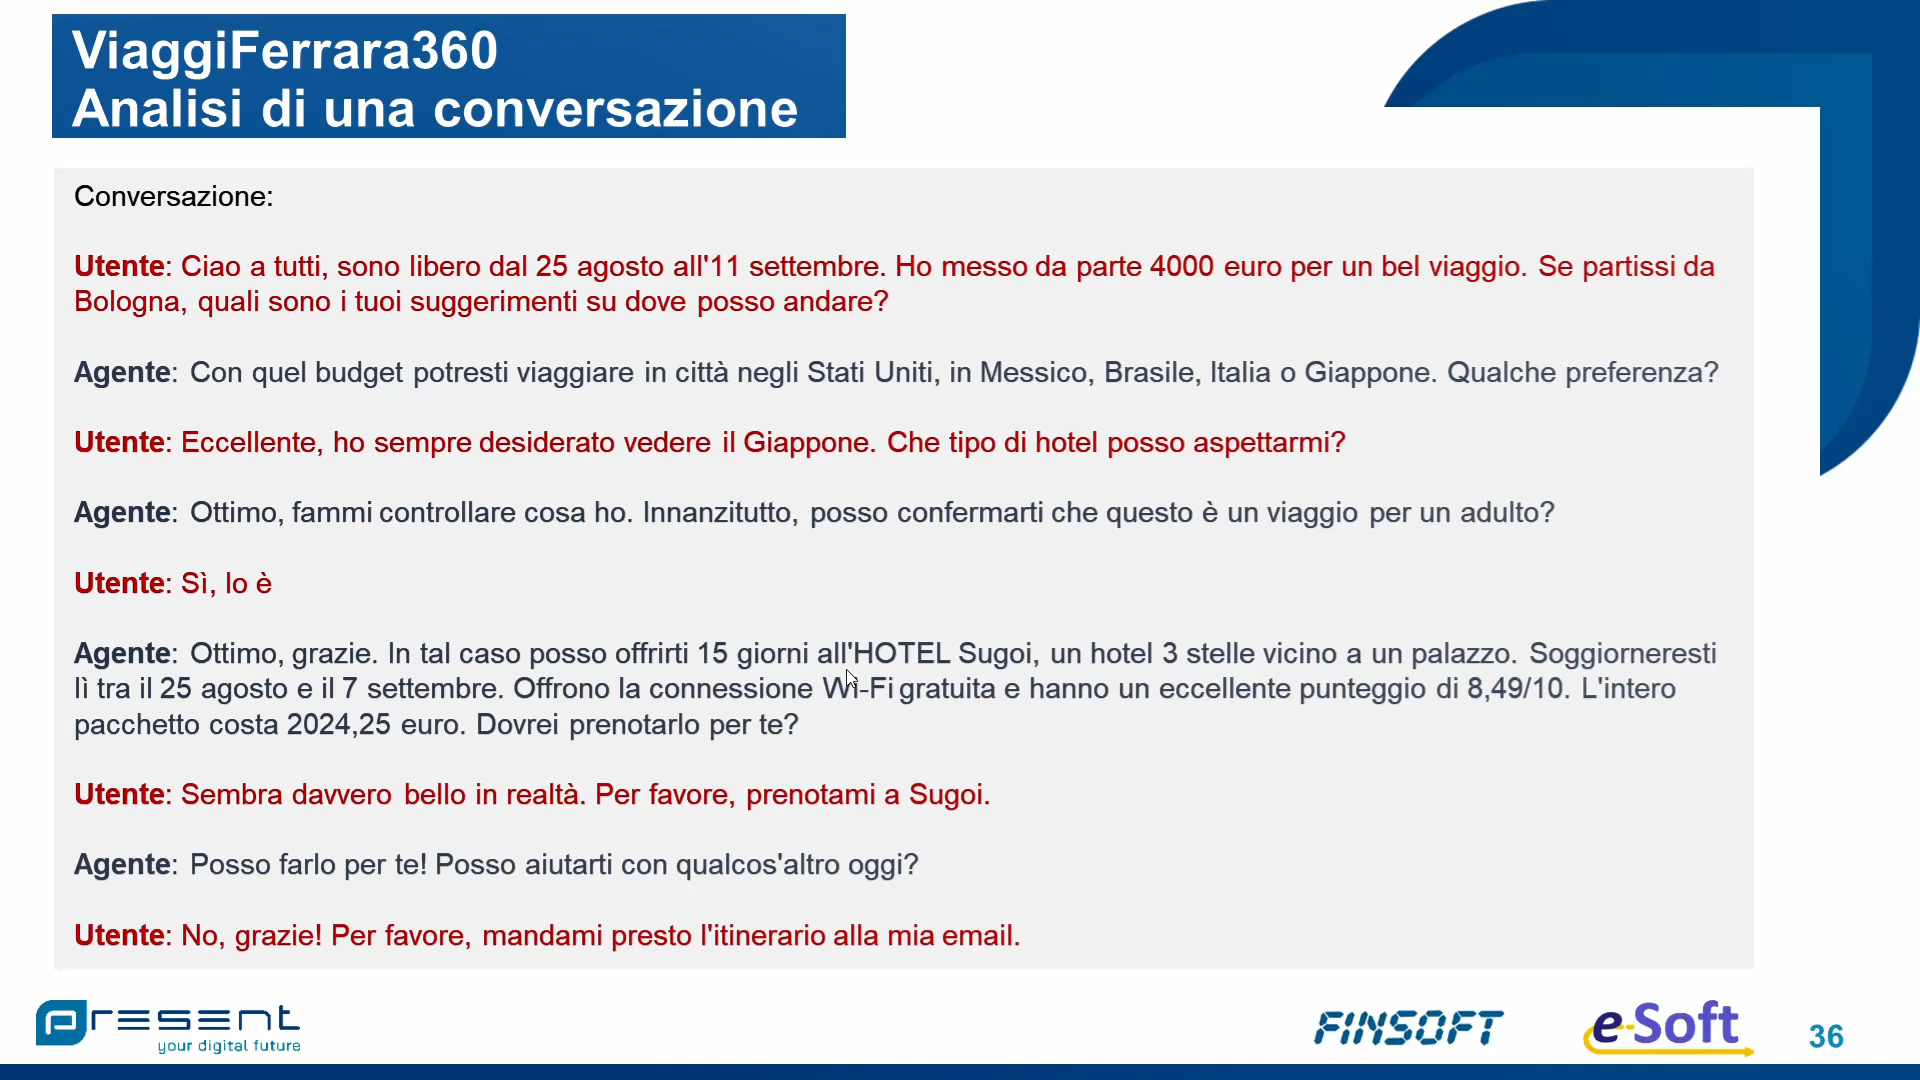 ViaggiFerrara360
Analisi di una conversazione
Conversazione:
Utente: Ciao a tutti, sono libero dal 25 agosto all'11 settembre. Ho messo da parte 4000 euro per un bel viaggio. Se partissi da
Bologna, quali sono i tuoi suggerimenti su dove posso andare?
Agente: Con quel budget potresti viaggiare in città negli Stati Uniti, in Messico, Brasile, Italia o Giappone. Qualche preferenza?
Utente: Eccellente, ho sempre desiderato vedere il Giappone. Che tipo di hotel posso aspettarmi?
Agente: Ottimo, fammi controllare cosa ho. Innanzitutto, posso confermarti che questo è un viaggio per un adulto?
Utente: Sì, lo è
Agente: Ottimo, grazie. In tal caso posso offrirti 15 giorni all'HOTEL Sugoi, un hotel 3 stelle vicino a un palazzo. Soggiorneresti
lì tra il 25 agosto e il 7 settembre. Offrono la connessione Wi-Fi gratuita e hanno un eccellente punteggio di 8,49/10. L'intero
pacchetto costa 2024,25 euro. Dovrei prenotarlo per te?
Utente: Sembra davvero bello in realtà. Per favore, prenotami a Sugoi.
Agente: Posso farlo per te! Posso aiutarti con qualcos'altro oggi?
Utente: No, grazie! Per favore, mandami presto l'itinerario alla mia email.
Present
your digital future
FINSOFT
e-Soft
36